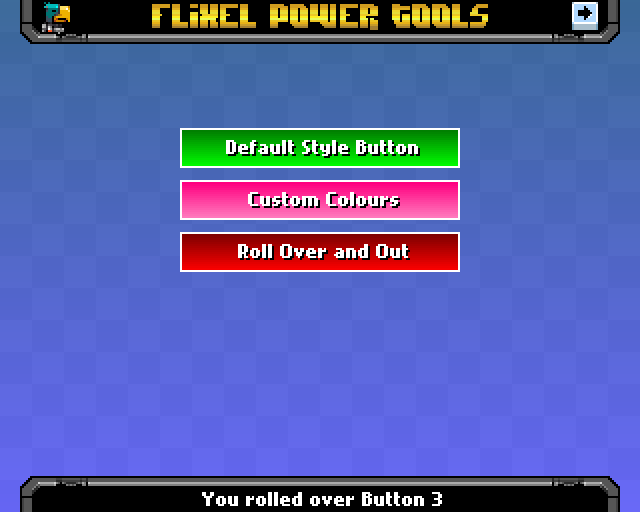 FLiXEL POWER TOOLS
Default Style Button
Custom Colours
Roll Over and Out
You rolled over Button 3